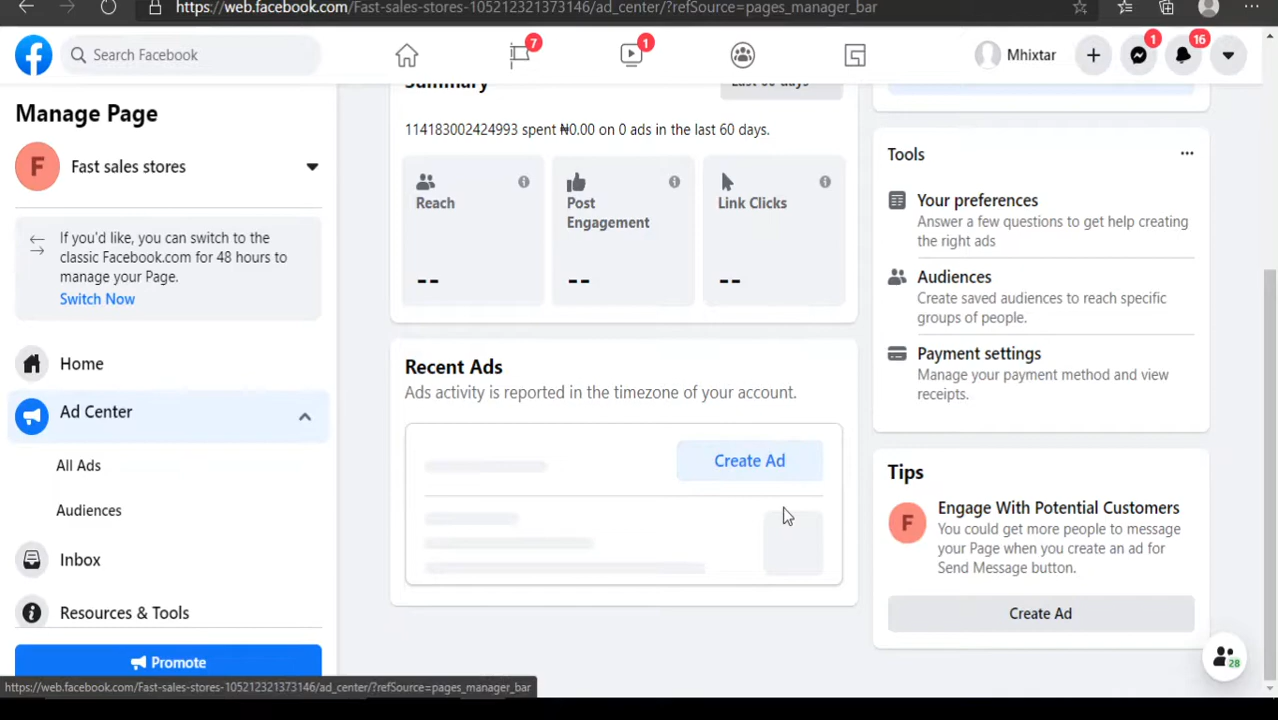 https://web.facebook.com/Fast-sales-stores-105212321373146/ad_center/?refSource=pages_manager_bar
Search Facebook
7
1
Mhixtar
1
16
Manage Page
F
Fast sales stores
If you'd like, you can switch to the
classic Facebook.com for 48 hours to
manage your Page.
Switch Now
Home
Ad Center
All Ads
Audiences
Inbox
Resources & Tools
Promote
https://web.facebook.com/Fast-sales-stores-105212321373146/ad_center/?refSource=pages_manager_bar
Summary
Last 60 days
114183002424993 spent ₦0.00 on 0 ads in the last 60 days.
Reach
--
Post
Engagement
--
Link Clicks
--
Recent Ads
Ads activity is reported in the timezone of your account.
Create Ad
Tools
Your preferences
Answer a few questions to get help creating
the right ads
Audiences
Create saved audiences to reach specific
groups of people.
Payment settings
Manage your payment method and view
receipts.
Tips
F
Engage With Potential Customers
You could get more people to message
your Page when you create an ad for
Send Message button.
Create Ad
28